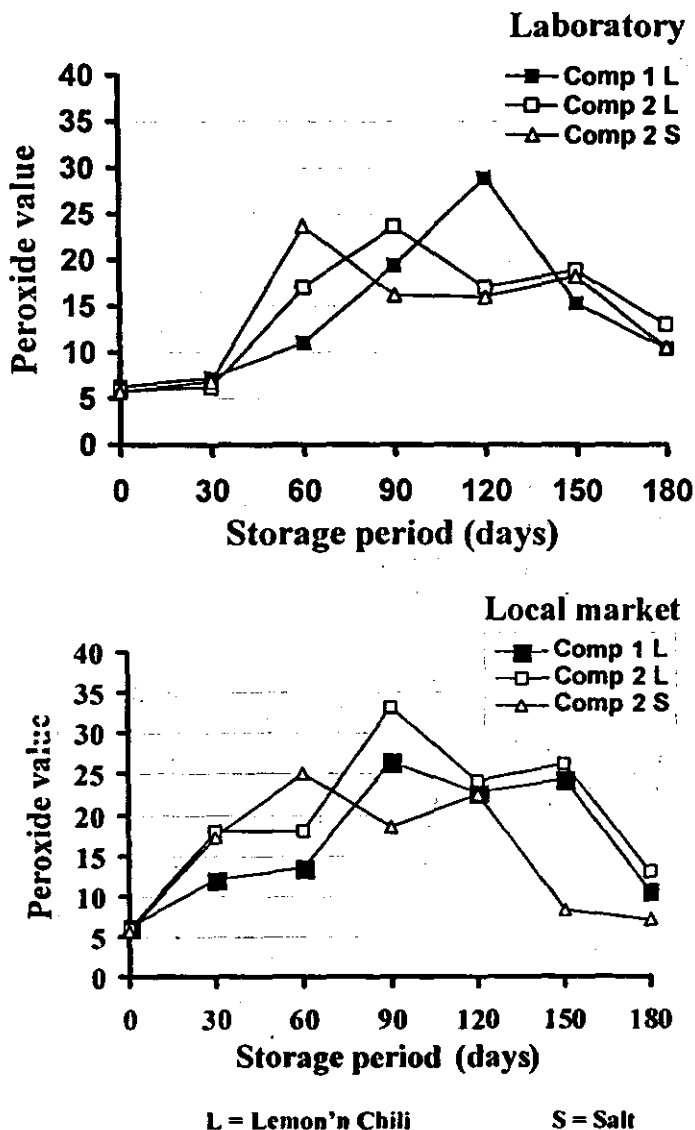 Laboratory
Comp 1 L
Comp 2 L
Comp 2 S
Peroxide value
40
35
30
25
20
15
10
5
0
0 30 60 90 120 150 180
Storage period (days)
Local market
Comp 1 L
Comp 2 L
Comp 2 S
Peroxide value
40
35
30
25
20
15
10
5
0
0 30 60 90 120 150 180
Storage period (days)
L = Lemon'n Chili S = Salt